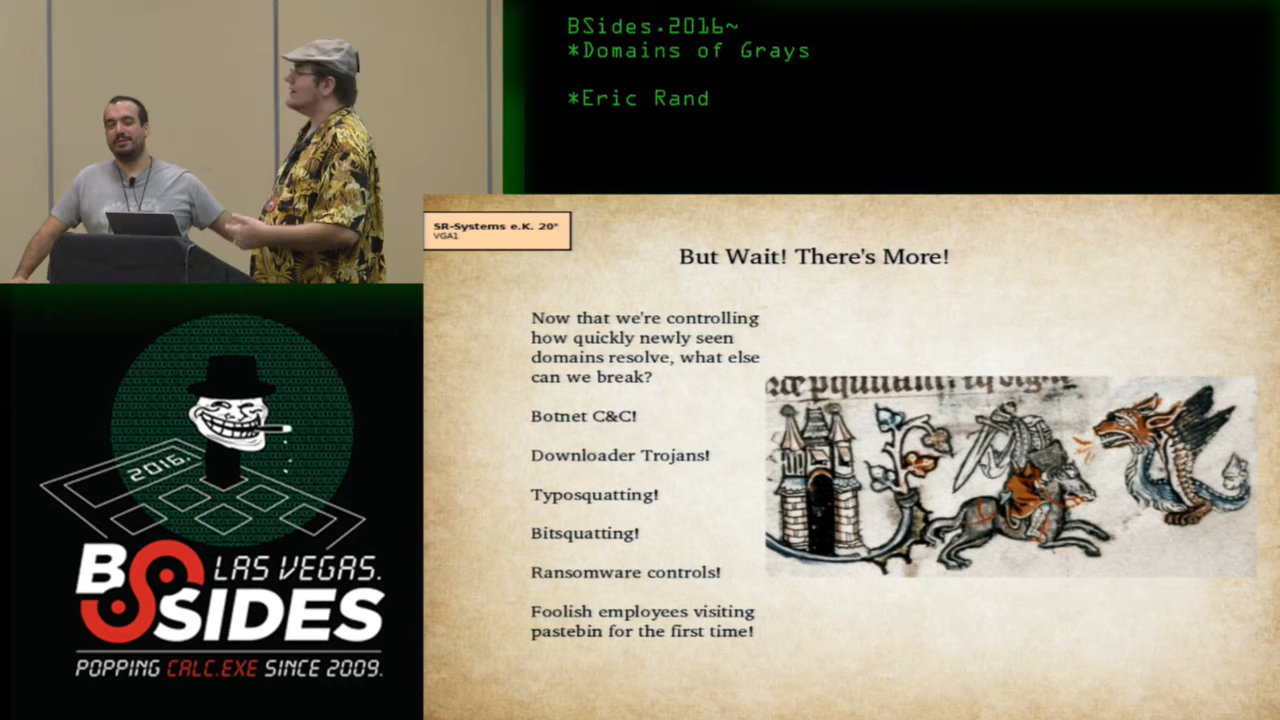 BSides.2016~
*Domains of Grays
*Eric Rand
SR-Systems e.K. 20"
VGA1
But Wait! There's More!
Now that we're controlling
how quickly newly seen
domains resolve, what else
can we break?
Botnet C&C!
Downloader Trojans!
Typosquatting!
Bitsquatting!
Ransomware controls!
Foolish employees visiting
pastebin for the first time!
2016.
BSIDES
LAS VEGAS.
POPPING CALC.EXE SINCE 2009.